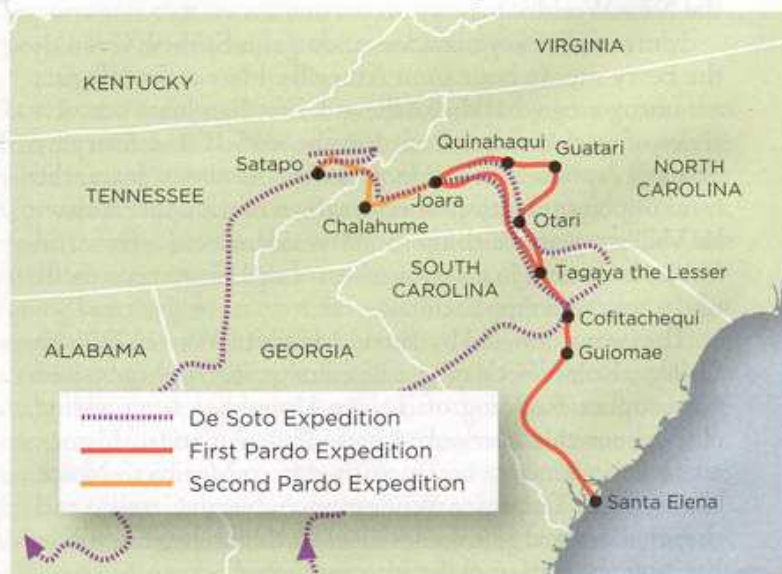 VIRGINIA
KENTUCKY
Quinahaqui
Guatari
Satapo
NORTH
CAROLINA
TENNESSEE
Joara
Chalahume
Otari
SOUTH
CAROLINA
Tagaya the Lesser
Cofitachequi
ALABAMA
GEORGIA
Guiomae
De Soto Expedition
First Pardo Expedition
Second Pardo Expedition
Santa Elena